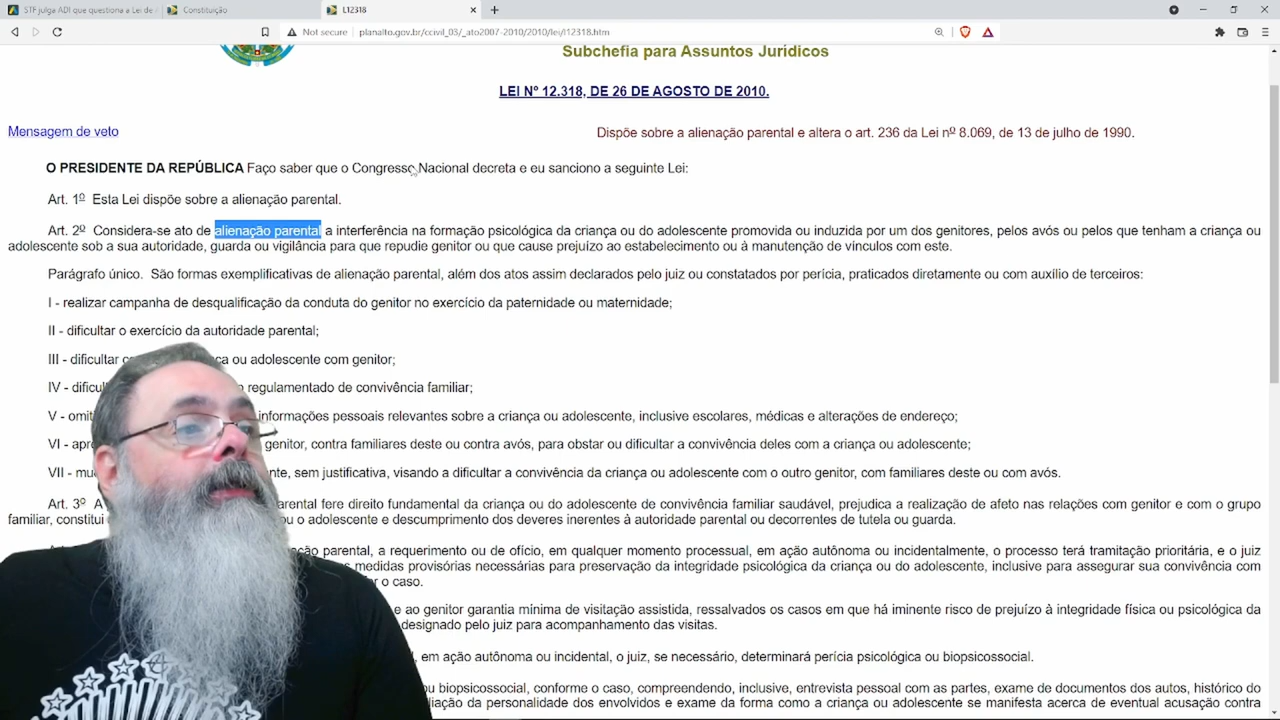 STF julga ADI que questiona a Lei de
Constituição
L12318
Not secure
planalto.gov.br/ccivil_03/_ato2007-2010/2010/lei/l12318.htm
Subchefia para Assuntos Jurídicos
LEI Nº 12.318, DE 26 DE AGOSTO DE 2010.
Mensagem de veto
Dispõe sobre a alienação parental e altera o art. 236 da Lei nº 8.069, de 13 de julho de 1990.
O PRESIDENTE DA REPÚBLICA Faço saber que o Congresso Nacional decreta e eu sanciono a seguinte Lei:
Art. 1º Esta Lei dispõe sobre a alienação parental.
Art. 2º Considera-se ato de alienação parental a interferência na formação psicológica da criança ou do adolescente promovida ou induzida por um dos genitores, pelos avós ou pelos que tenham a criança ou
adolescente sob a sua autoridade, guarda ou vigilância para que repudie genitor ou que cause prejuízo ao estabelecimento ou à manutenção de vínculos com este.
Parágrafo único. São formas exemplificativas de alienação parental, além dos atos assim declarados pelo juiz ou constatados por perícia, praticados diretamente ou com auxílio de terceiros:
I - realizar campanha de desqualificação da conduta do genitor no exercício da paternidade ou maternidade;
II - dificultar o exercício da autoridade parental;
III - dificultar ou adolescente com genitor;
IV - regulamentado de convivência familiar;
V - informações pessoais relevantes sobre a criança ou adolescente, inclusive escolares, médicas e alterações de endereço;
VI - genitor, contra familiares deste ou contra avós, para obstar ou dificultar a convivência deles com a criança ou adolescente;
VII - sem justificativa, visando a dificultar a convivência da criança ou adolescente com o outro genitor, com familiares deste ou com avós.
Art. 3º A fere direito fundamental da criança ou do adolescente de convivência familiar saudável, prejudica a realização de afeto nas relações com genitor e com o grupo
familiar, constitui o adolescente e descumprimento dos deveres inerentes à autoridade parental ou decorrentes de tutela ou guarda.
parental, a requerimento ou de ofício, em qualquer momento processual, em ação autônoma ou incidentalmente, o processo terá tramitação prioritária, e o juiz
medidas provisórias necessárias para preservação da integridade psicológica da criança ou do adolescente, inclusive para assegurar sua convivência com
o caso.
e ao genitor garantia mínima de visitação assistida, ressalvados os casos em que há iminente risco de prejuízo à integridade física ou psicológica da
designado pelo juiz para acompanhamento das visitas.
em ação autônoma ou incidental, o juiz, se necessário, determinará perícia psicológica ou biopsicossocial.
ou biopsicossocial, conforme o caso, compreendendo, inclusive, entrevista pessoal com as partes, exame de documentos dos autos, histórico do
da personalidade dos envolvidos e exame da forma como a criança ou adolescente se manifesta acerca de eventual acusação contra